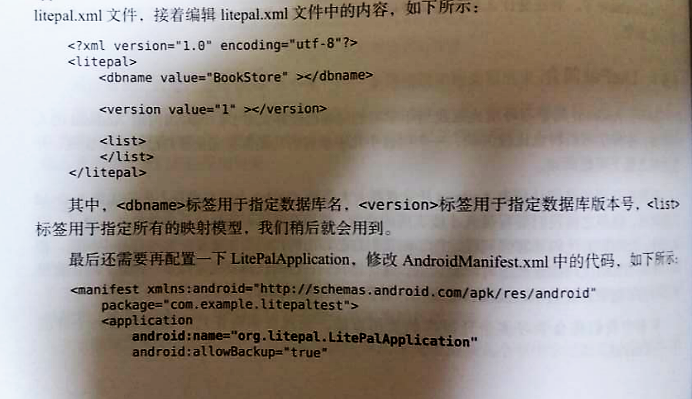 litepal.xml 文件，接着编辑 litepal.xml 文件中的内容，如下所示：
<?xml version="1.0" encoding="utf-8"?>
<litepal>
<dbname value="BookStore" ></dbname>
<version value="1" ></version>
<list>
</list>
</litepal>
其中，<dbname>标签用于指定数据库名，<version>标签用于指定数据库版本号，<list>
标签用于指定所有的映射模型，我们稍后就会用到。
最后还需要再配置一下 LitePalApplication，修改 AndroidManifest.xml 中的代码，如下所示：
<manifest xmlns:android="http://schemas.android.com/apk/res/android"
package="com.example.litepaltest">
<application
android:name="org.litepal.LitePalApplication"
android:allowBackup="true"